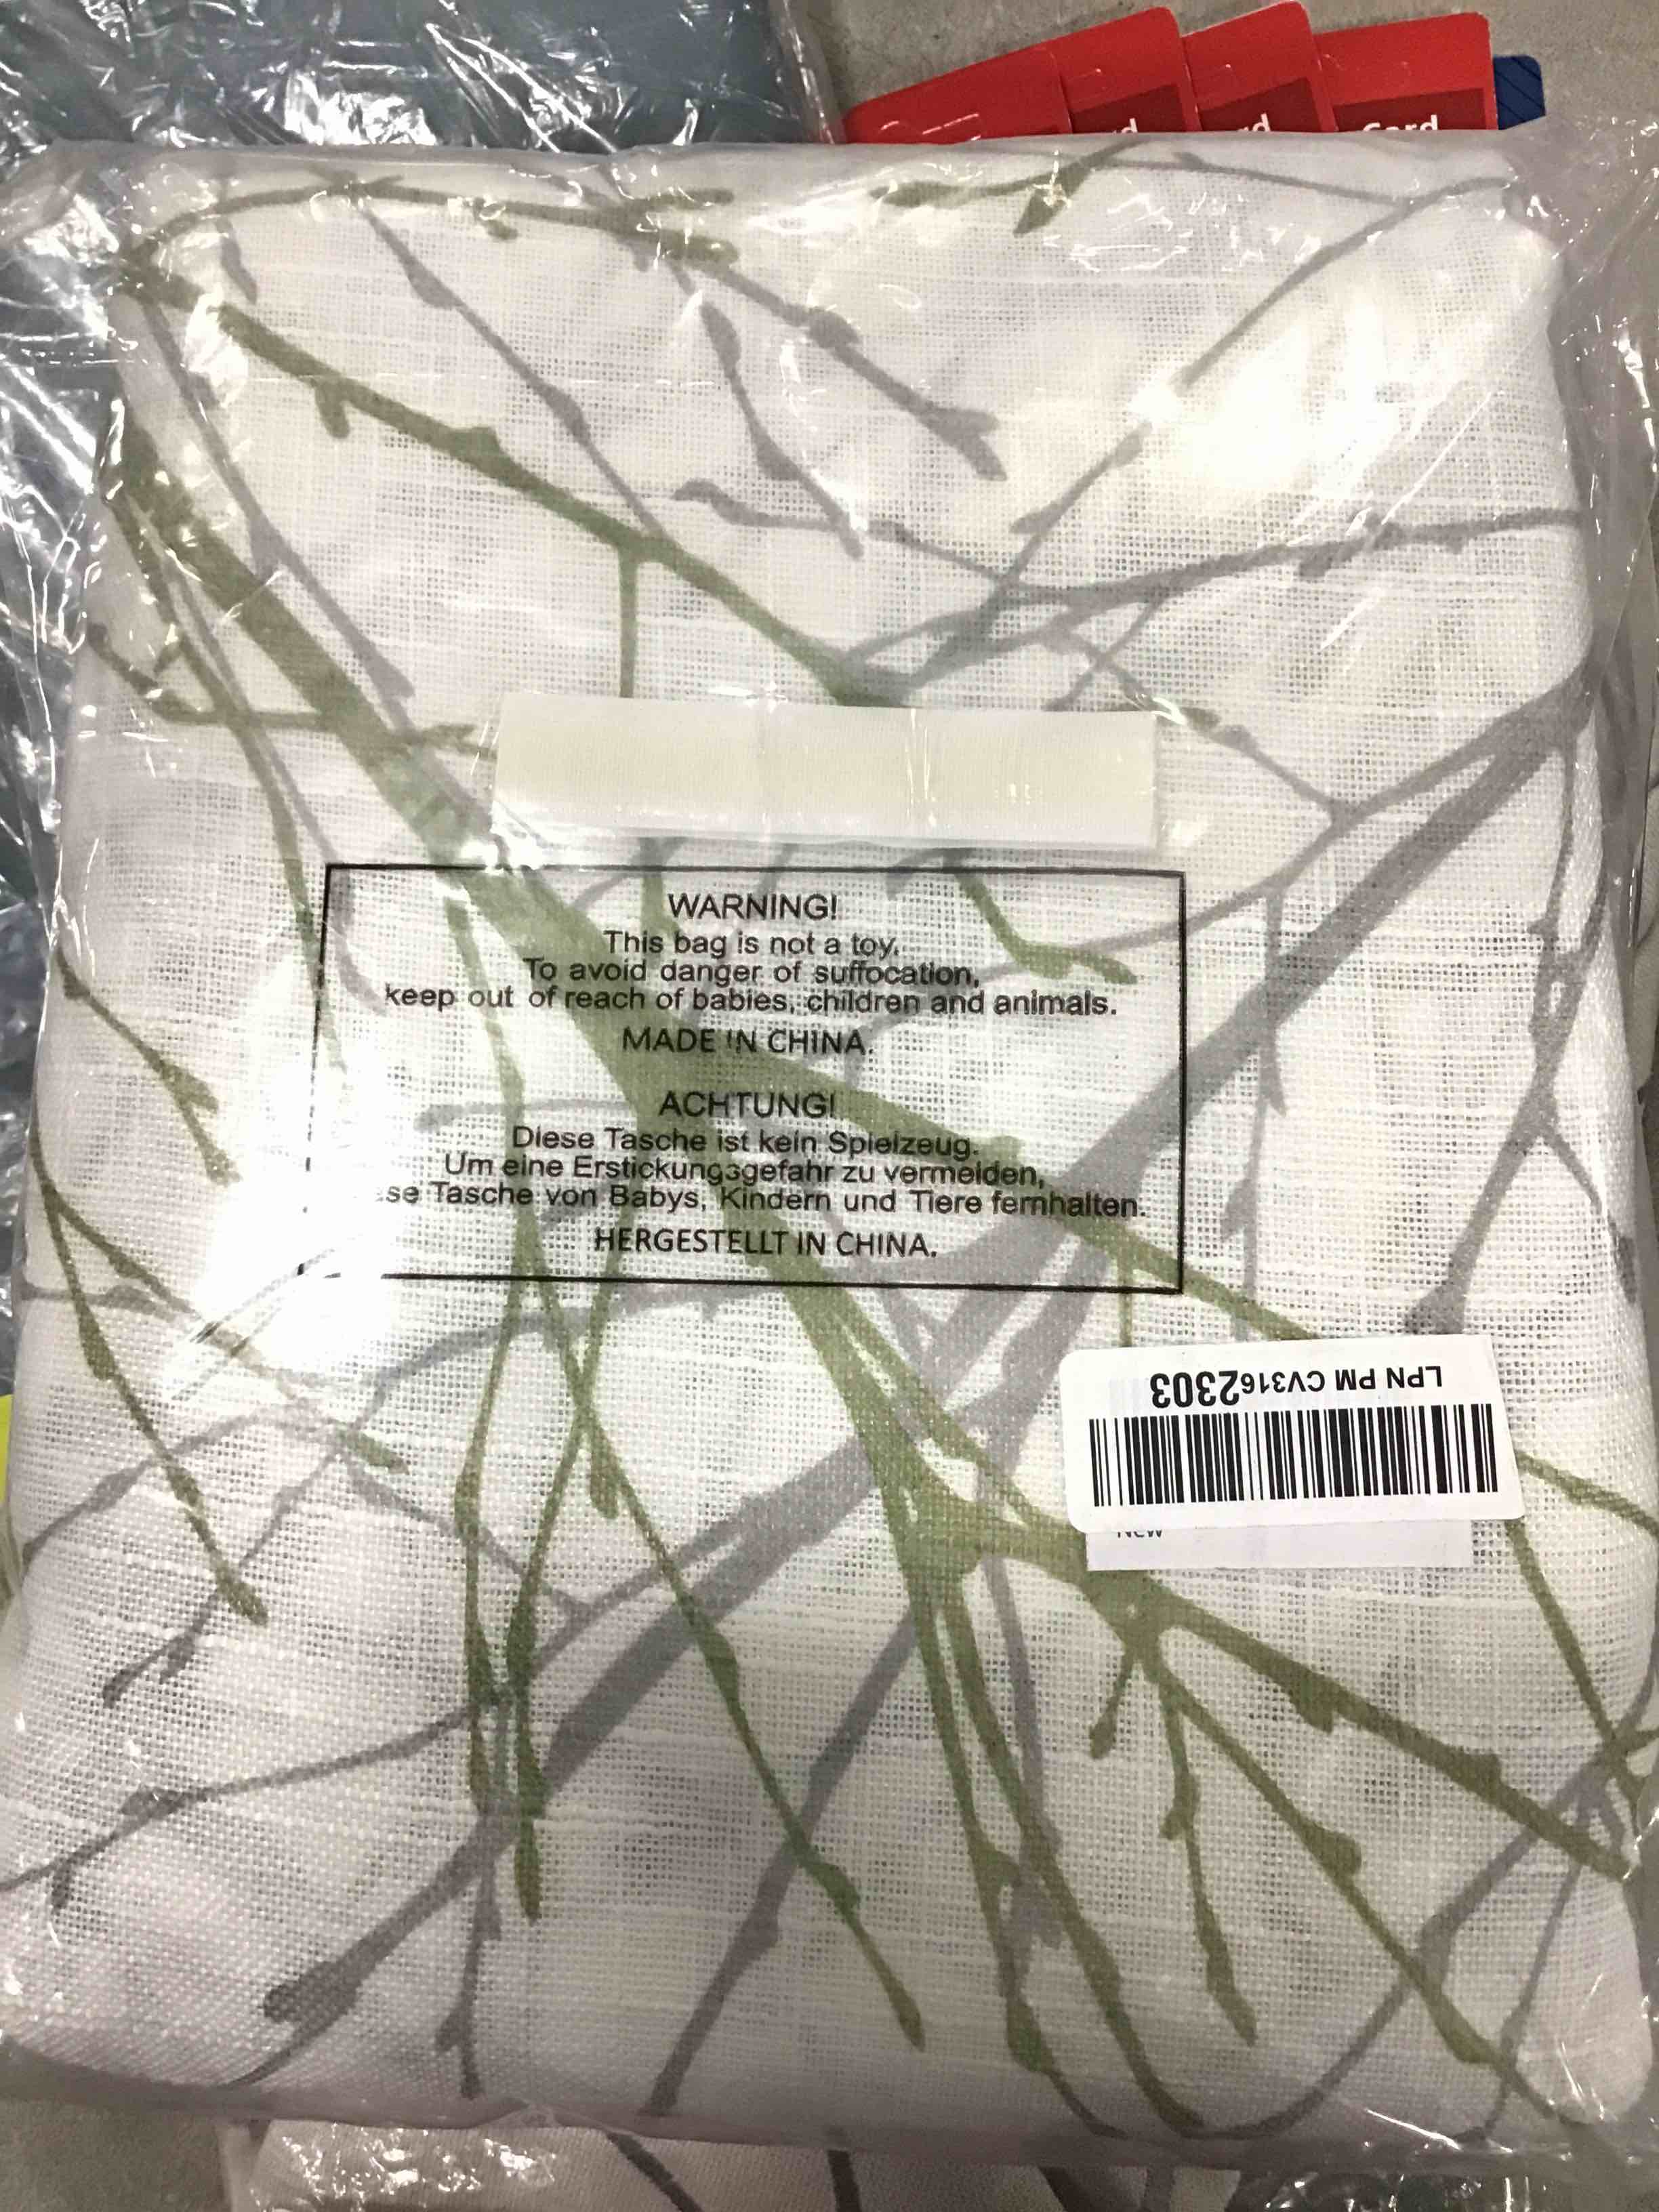 Card
WARNING!
This bag is not a toy.
To avoid danger of suffocation,
keep out of reach of babies, children and animals.
MADE IN CHINA.
ACHTUNG!
Diese Tasche ist kein Spielzeug.
Um eine Erstickungsgefahr zu vermeiden,
se Tasche von Babys, Kindern und Tiere fernhalten.
HERGESTELLT IN CHINA.
LPN PM CV3162303
New